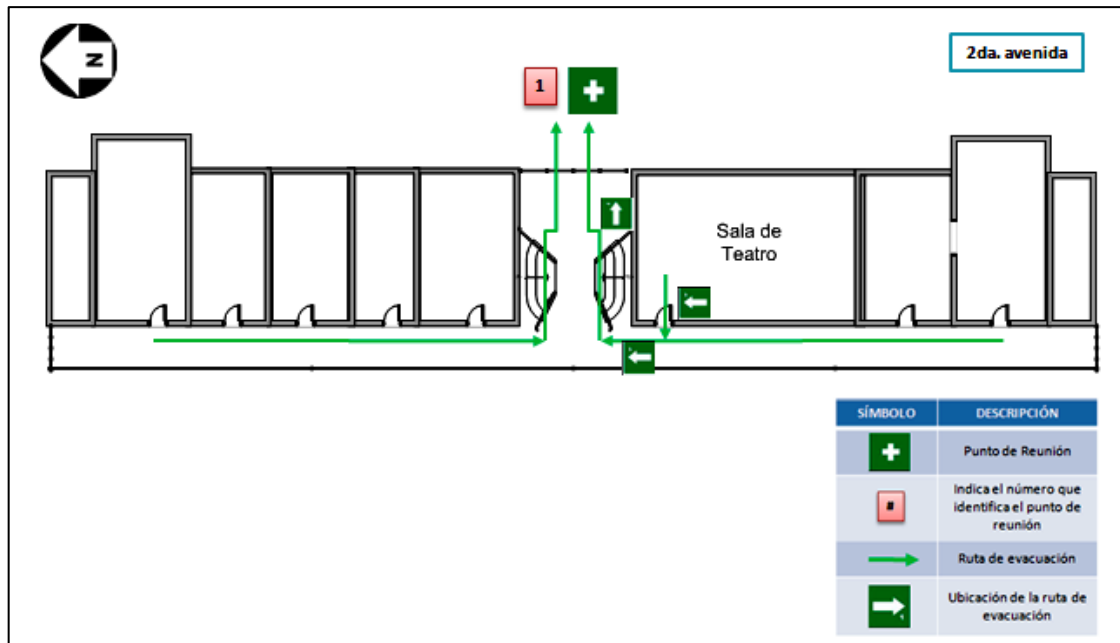 N
2da. avenida
1
Sala de
Teatro
SÍMBOLO DESCRIPCIÓN
Punto de Reunión
#
Indica el número que
identifica el punto de
reunión
Ruta de evacuación
Ubicación de la ruta de
evacuación